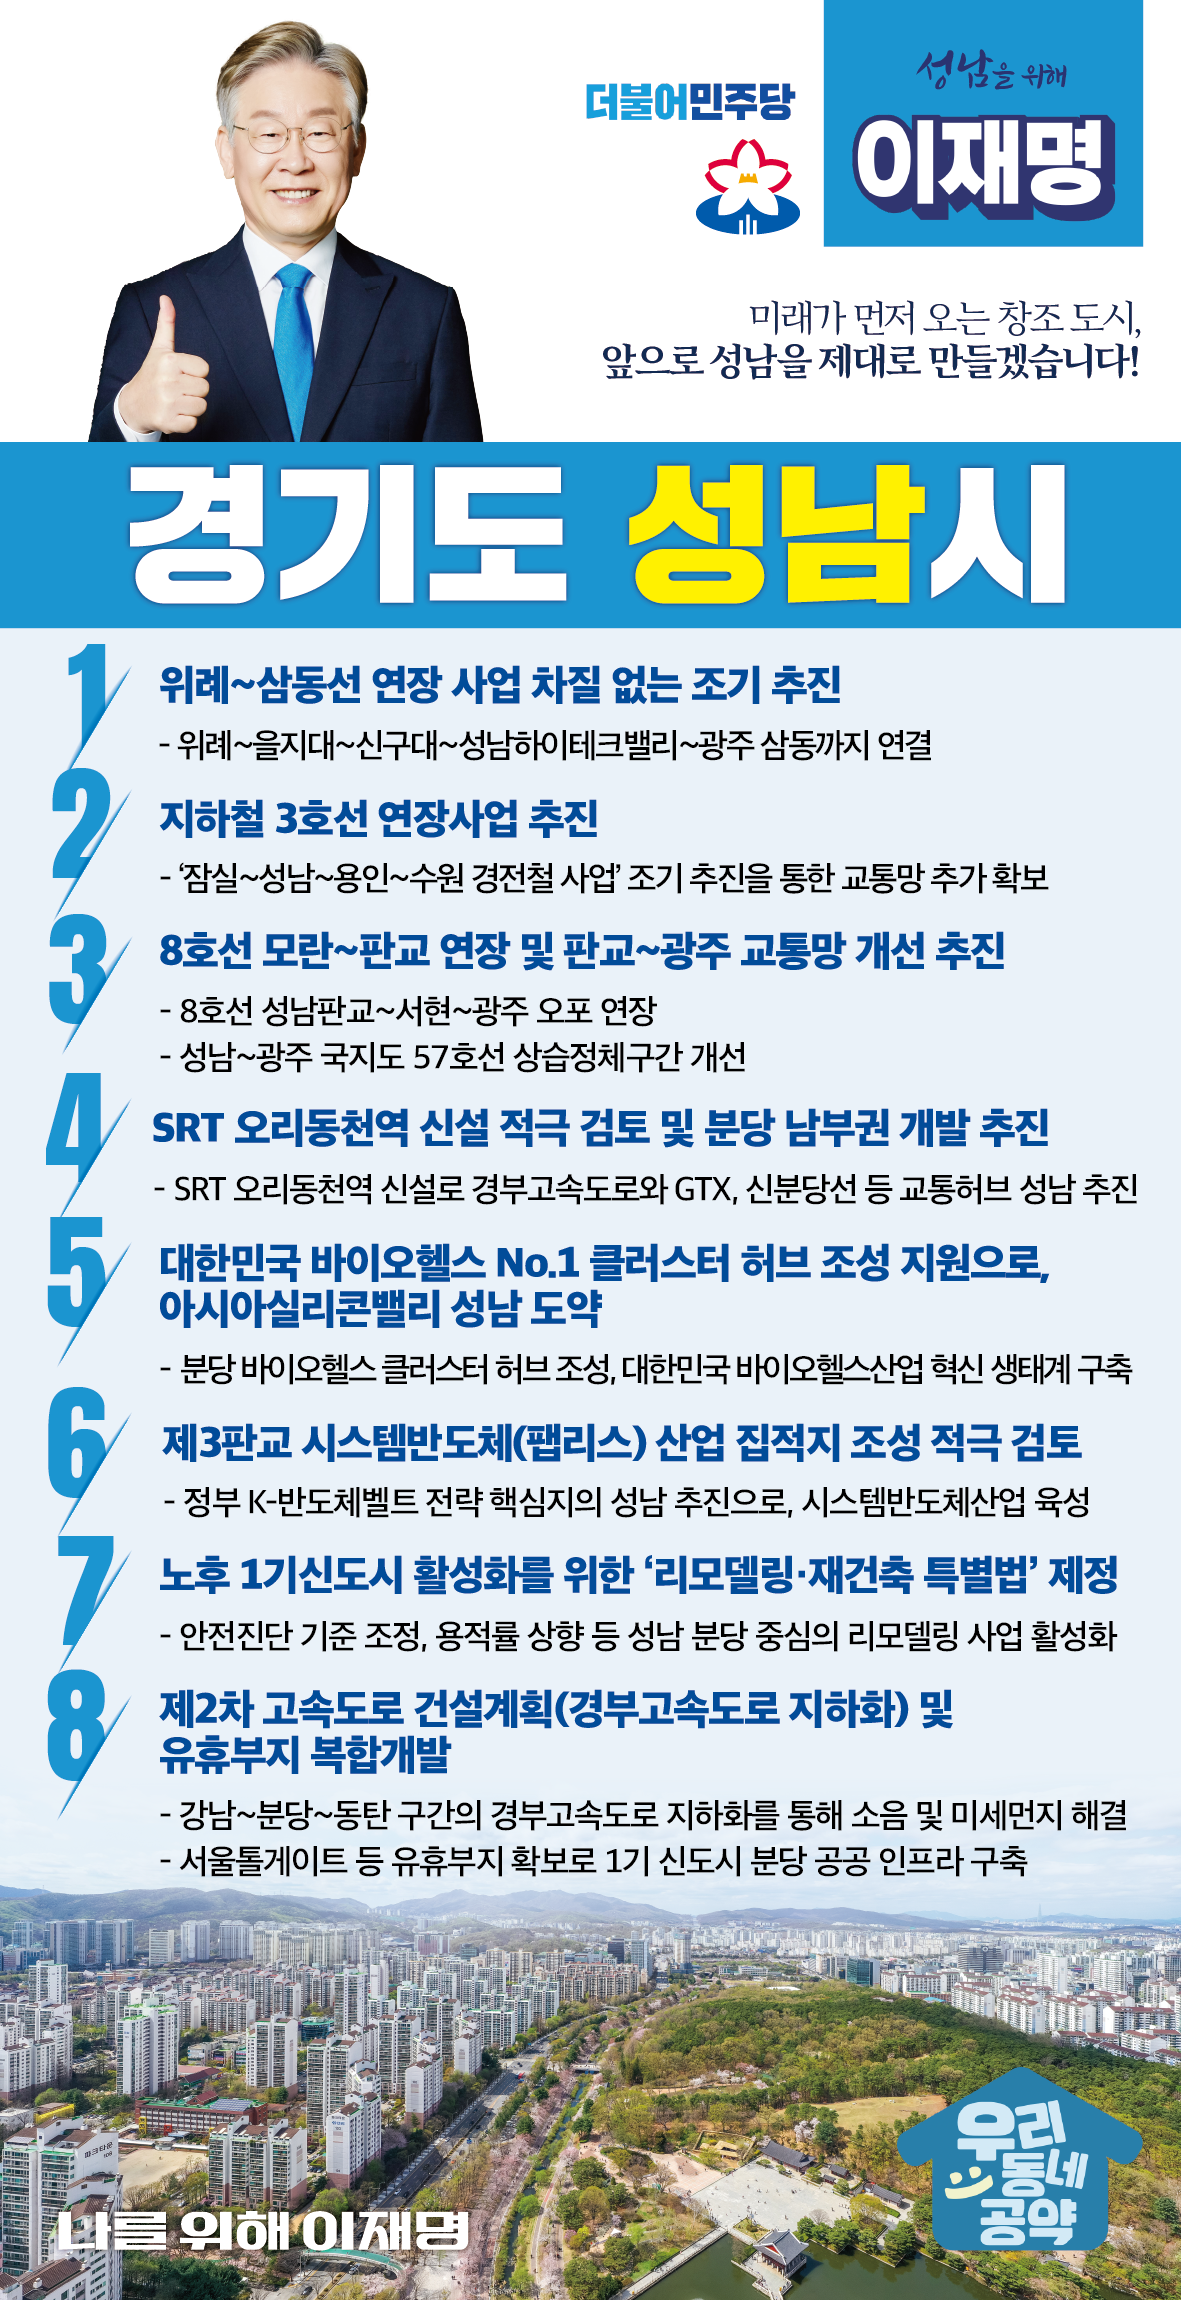 더불어민주당
성남을 위해
이재명
미래가 먼저 오는 창조 도시,
앞으로 성남을 제대로 만들겠습니다!
경기도 성남시
1
위례~삼동선 연장 사업 차질 없는 조기 추진
- 위례~을지대~신구대~성남하이테크밸리~광주 삼동까지 연결
2
지하철 3호선 연장사업 추진
- ‘잠실~성남~용인~수원 경전철 사업’ 조기 추진을 통한 교통망 추가 확보
3
8호선 모란~판교 연장 및 판교~광주 교통망 개선 추진
- 8호선 성남판교~서현~광주 오포 연장
- 성남~광주 국지도 57호선 상습정체구간 개선
4
SRT 오리동천역 신설 적극 검토 및 분당 남부권 개발 추진
- SRT 오리동천역 신설로 경부고속도로와 GTX, 신분당선 등 교통허브 성남 추진
5
대한민국 바이오헬스 No.1 클러스터 허브 조성 지원으로,
아시아실리콘밸리 성남 도약
- 분당 바이오헬스 클러스터 허브 조성, 대한민국 바이오헬스산업 혁신 생태계 구축
6
제3판교 시스템반도체(팹리스) 산업 집적지 조성 적극 검토
- 정부 K-반도체벨트 전략 핵심지의 성남 추진으로, 시스템반도체산업 육성
7
노후 1기신도시 활성화를 위한 ‘리모델링·재건축 특별법’ 제정
- 안전진단 기준 조정, 용적률 상향 등 성남 분당 중심의 리모델링 사업 활성화
8
제2차 고속도로 건설계획(경부고속도로 지하화) 및
유휴부지 복합개발
- 강남~분당~동탄 구간의 경부고속도로 지하화를 통해 소음 및 미세먼지 해결
- 서울톨게이트 등 유휴부지 확보로 1기 신도시 분당 공공 인프라 구축
파크타운
나를 위해 이재명
우리
동네
공약